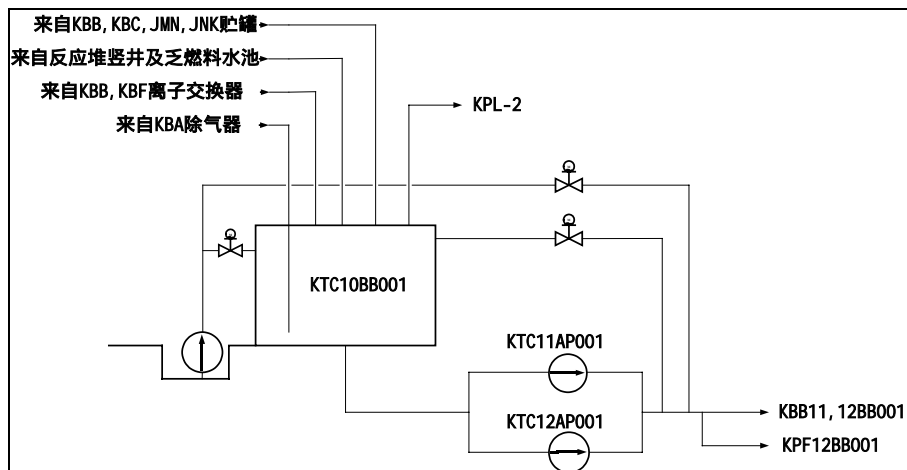 来自KBB,KBC,JMN,JNK贮罐
来自反应堆竖井及乏燃料水池
来自KBB,KBF离子交换器
来自KBA除气器
KPL-2
KTC10BB001
KTC11AP001
KTC12AP001
KBB11,12BB001
KPF12BB001